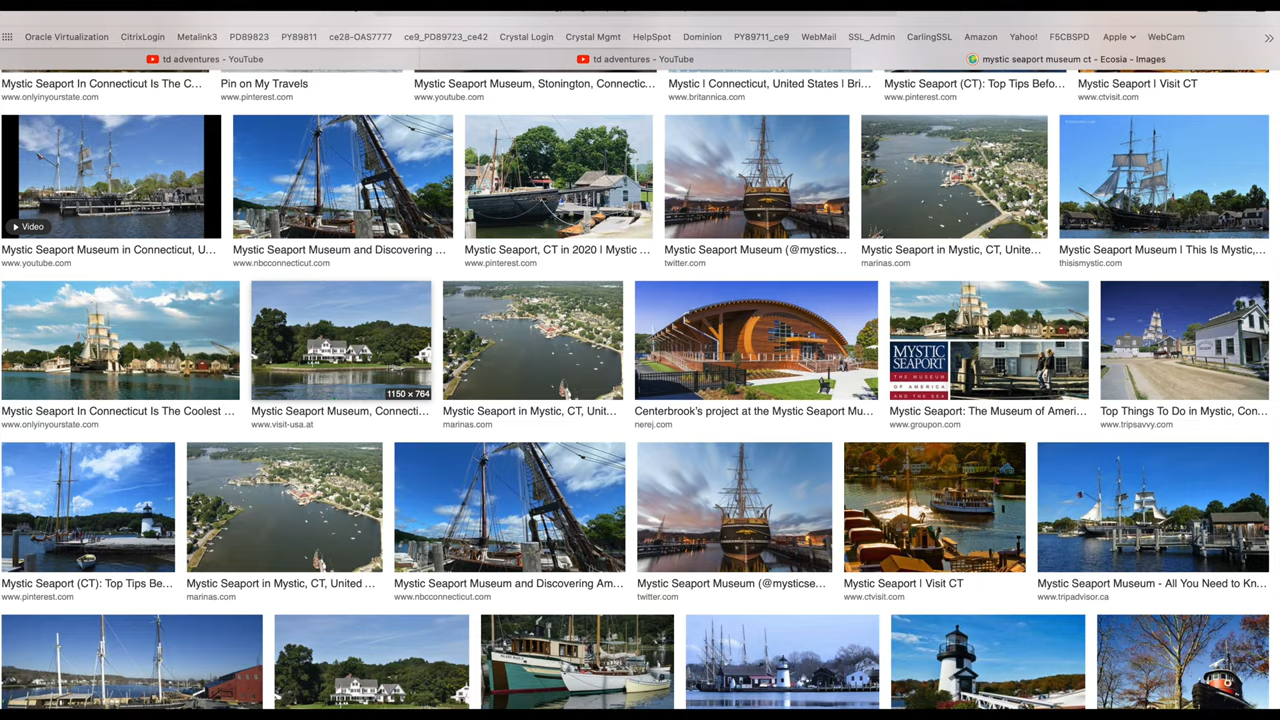 Oracle Virtualization CitrixLogin Metalink3 PD89823 ce28-OAS7777 ce9_PD89723_ce42 Crystal Login Crystal Mgmt HelpSpot Dominion PY89711_ce9 WebMail SSL_Admin CarlingSSL Amazon Yahoo! F5CBSPD Apple WebCam
td adventures - YouTube td adventures - YouTube mystic seaport museum ct - Ecosia - Images
Mystic Seaport In Connecticut Is The C... Pin on My Travels Mystic Seaport Museum, Stonington, Connectic... Mystic | Connecticut, United States | Bri... Mystic Seaport (CT): Top Tips Befo... Mystic Seaport | Visit CT
www.onlyinyourstate.com www.pinterest.com www.youtube.com www.britannica.com www.pinterest.com www.ctvisit.com
Video
Mystic Seaport Museum in Connecticut, U... Mystic Seaport Museum and Discovering ... Mystic Seaport, CT in 2020 | Mystic ... Mystic Seaport Museum (@mystics... Mystic Seaport in Mystic, CT, Unite... Mystic Seaport Museum | This Is Mystic,...
www.youtube.com www.nbcconnecticut.com www.pinterest.com twitter.com marinas.com thisismystic.com
MYSTIC
SEAPORT
THE MUSEUM
OF AMERICA
AND THE SEA
1150 × 764
Mystic Seaport In Connecticut Is The Coolest ... Mystic Seaport Museum, Connecti... Mystic Seaport in Mystic, CT, Unit... Centerbrook's project at the Mystic Seaport Mu... Mystic Seaport: The Museum of Ameri... Top Things To Do in Mystic, Con...
www.onlyinyourstate.com www.visit-usa.at marinas.com nerej.com www.groupon.com www.tripsavvy.com
Mystic Seaport (CT): Top Tips Be... Mystic Seaport in Mystic, CT, United ... Mystic Seaport Museum and Discovering Am... Mystic Seaport Museum (@mysticse... Mystic Seaport | Visit CT Mystic Seaport Museum - All You Need to Kn...
www.pinterest.com marinas.com www.nbcconnecticut.com twitter.com www.ctvisit.com www.tripadvisor.ca